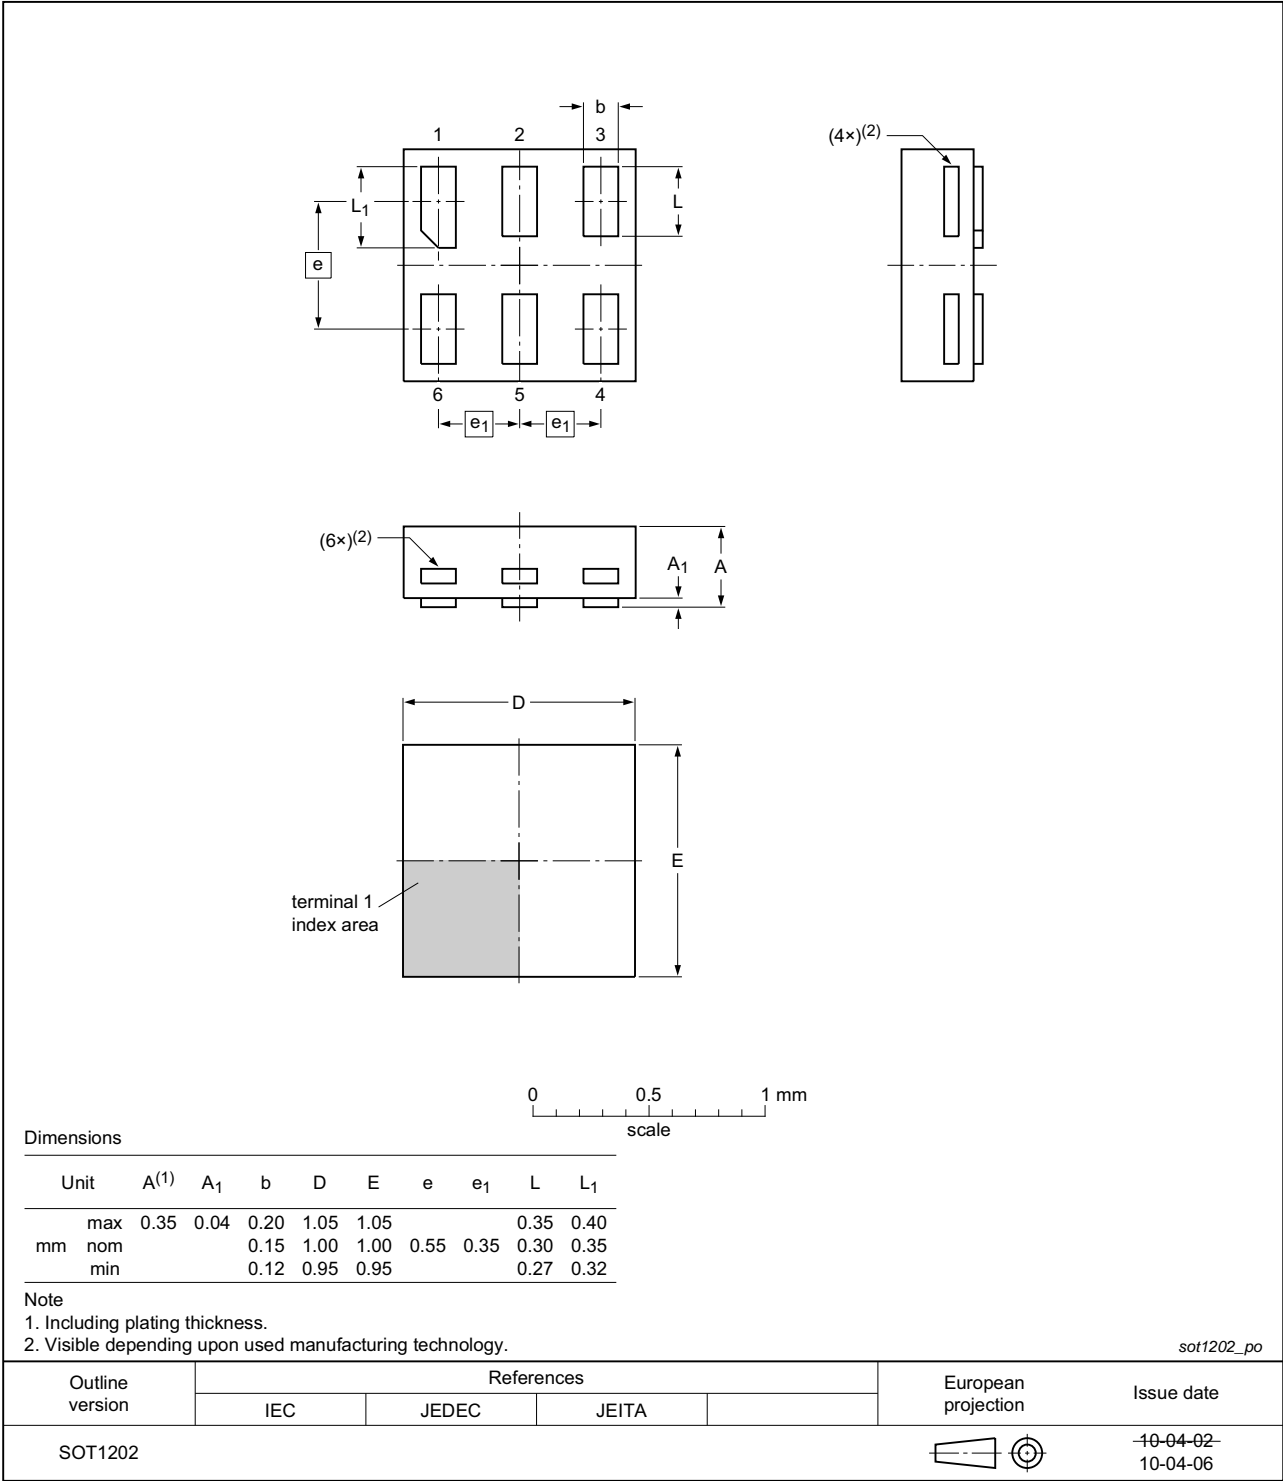 b
1 2 3
(4×)(2)
L1
L
e
6 5 4
e1 e1
(6×)(2)
A1 A
D
E
terminal 1
index area
0 0.5 1 mm
scale
Dimensions
Unit A(1) A1 b D E e e1 L L1
max 0.35 0.04 0.20 1.05 1.05 0.35 0.40
mm nom 0.15 1.00 1.00 0.55 0.35 0.30 0.35
min 0.12 0.95 0.95 0.27 0.32
Note
1. Including plating thickness.
2. Visible depending upon used manufacturing technology.
sot1202_po
Outline
version
References
IEC JEDEC JEITA
European
projection
Issue date
SOT1202
10-04-02
10-04-06